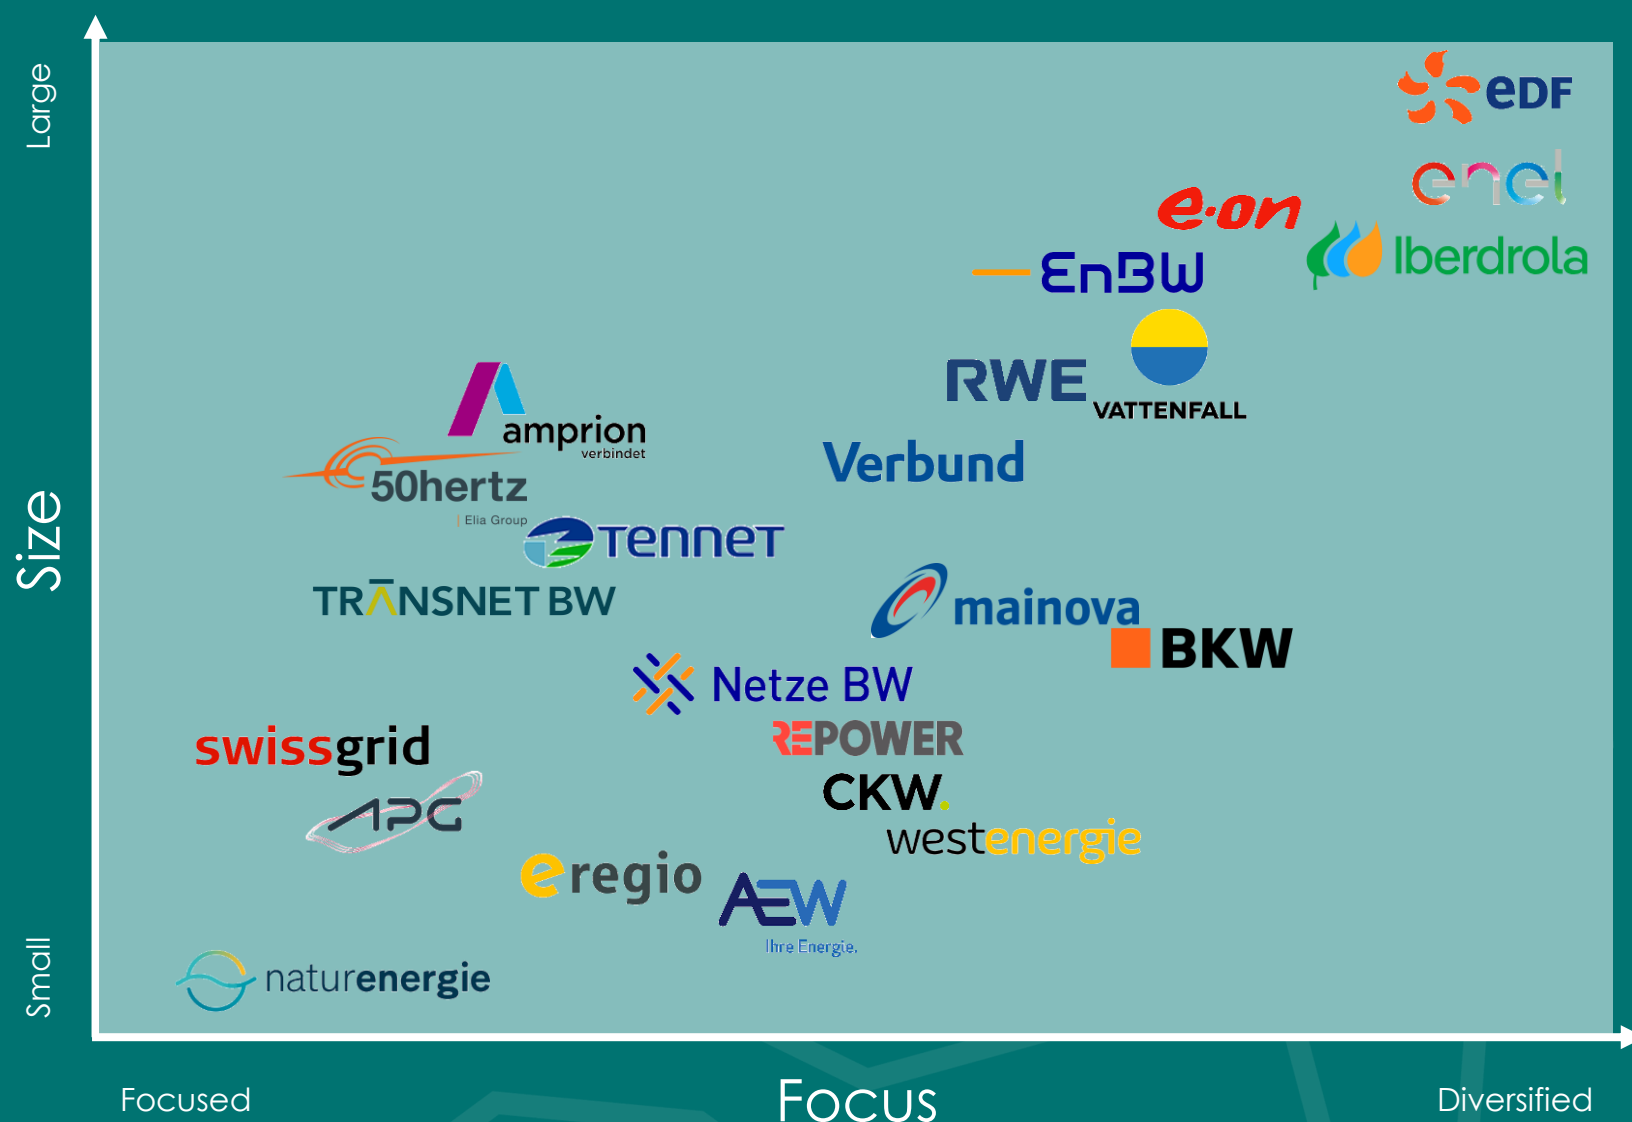 Large
eDF
enel
e·on
Iberdrola
EnBW
RWE
VATTENFALL
amprion
verbindet
Verbund
50hertz
| Elia Group
TenneT
TRANSNET BW
mainova
BKW
Netze BW
swissgrid
REPOWER
CKW.
APG
westenergie
e regio
AEW
Ihre Energie.
naturenergie
Size
Small
Focused
Focus
Diversified